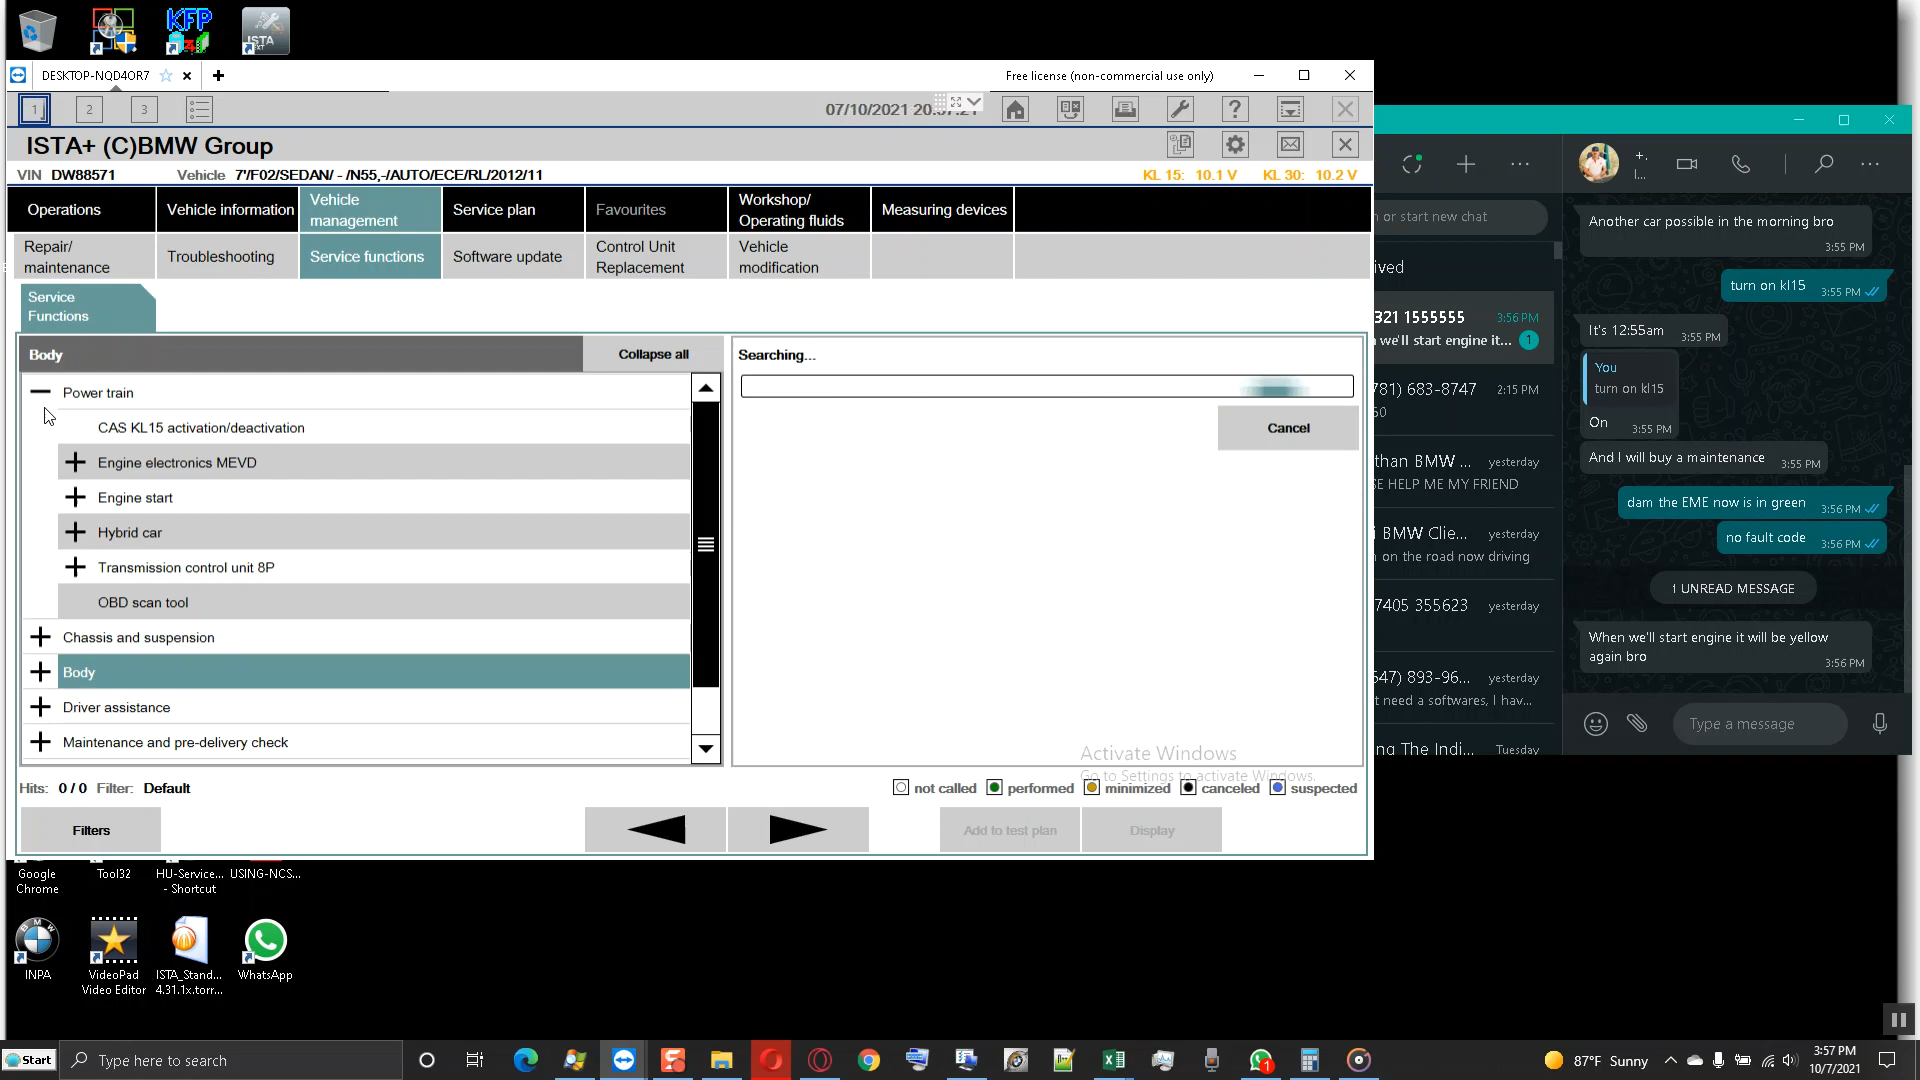 KFP
ISTA
DESKTOP-NQD4OR7
Free license (non-commercial use only)
1
2
3
07/10/2021 20:
ISTA+ (C)BMW Group
VIN DW88571 Vehicle 7'/F02/SEDAN/ - /N55,-/AUTO/ECE/RL/2012/11
KL 15: 10.1 V KL 30: 10.2 V
Operations
Vehicle information
Vehicle
management
Service plan
Favourites
Workshop/
Operating fluids
Measuring devices
Repair/
maintenance
Troubleshooting
Service functions
Software update
Control Unit
Replacement
Vehicle
modification
Service
Functions
Body
Collapse all
Power train
CAS KL15 activation/deactivation
Engine electronics MEVD
Engine start
Hybrid car
Transmission control unit 8P
OBD scan tool
Chassis and suspension
Body
Driver assistance
Maintenance and pre-delivery check
Searching...
Cancel
Activate Windows
Go to Settings to activate Windows.
Hits: 0 / 0 Filter: Default
not called performed minimized canceled suspected
Filters
Add to test plan
Display
n or start new chat
ived
321 1555555 3:56 PM
we'll start engine it... 1
781) 683-8747 2:15 PM
than BMW ... yesterday
SE HELP ME MY FRIEND
i BMW Clie... yesterday
n on the road now driving
7405 355623 yesterday
547) 893-96... yesterday
t need a softwares, I hav...
ng The Indi... Tuesday
Another car possible in the morning bro
3:55 PM
turn on kl15 3:55 PM
It's 12:55am 3:55 PM
You
turn on kl15
On 3:55 PM
And I will buy a maintenance 3:55 PM
dam the EME now is in green 3:56 PM
no fault code 3:56 PM
1 UNREAD MESSAGE
When we'll start engine it will be yellow
again bro 3:56 PM
Type a message
Google
Chrome
Tool32
HU-Service...
- Shortcut
USING-NCS...
INPA
VideoPad
Video Editor
ISTA_Stand...
4.31.1x.torr...
WhatsApp
Start
Type here to search
1
87°F Sunny
3:57 PM
10/7/2021